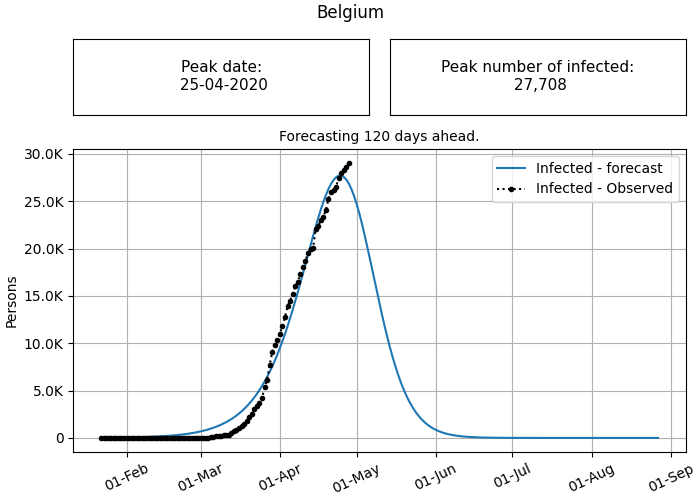 Belgium
Peak date:
25-04-2020
Peak number of infected:
27,708
Forecasting 120 days ahead.
30.0K
25.0K
20.0K
15.0K
10.0K
5.0K
0
Persons
Infected - forecast
Infected - Observed
01-Feb
01-Mar
01-Apr
01-May
01-Jun
01-Jul
01-Aug
01-Sep